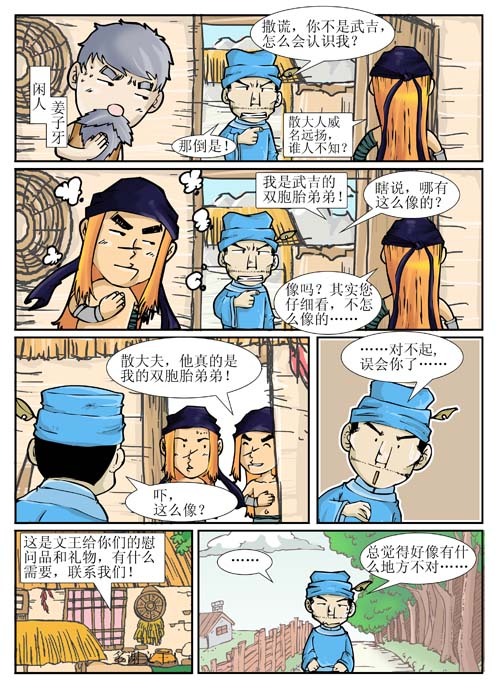 闲人
姜子牙
撒谎，你不是武吉，
怎么会认识我？
那倒是！
散大人威
名远扬，
谁人不知？
我是武吉的
双胞胎弟弟！
瞎说，哪有
这么像的？
像吗？其实您
仔细看，不怎
么像的……
散大夫，他真的是
我的双胞胎弟弟！
吓，
这么像？
……对不起，
误会你了……
这是文王给你们的慰
问品和礼物，有什么
需要，联系我们！
……
总觉得好像有什
么地方不对……